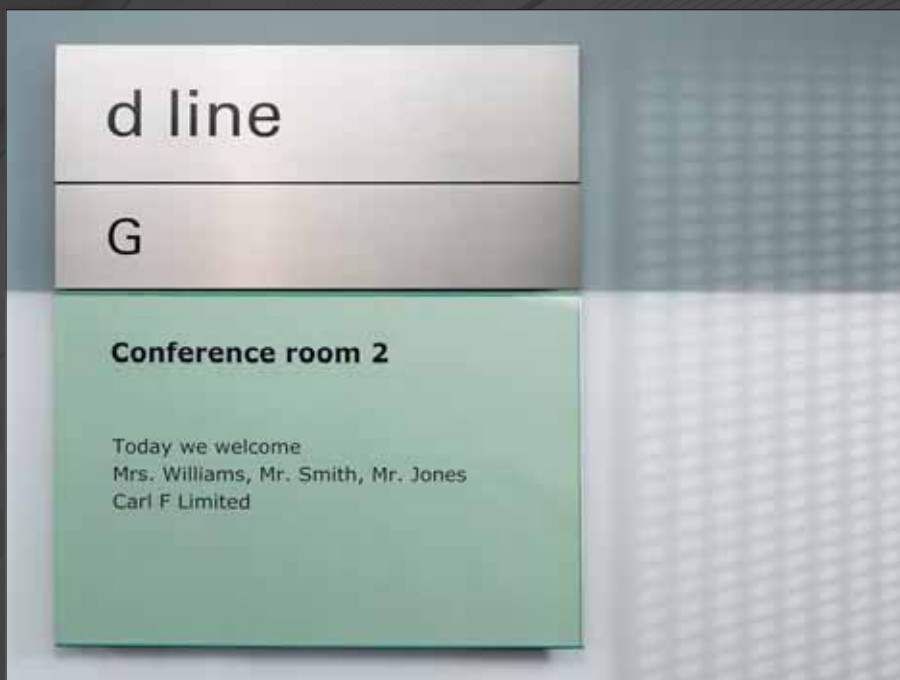 d line
G
Conference room 2
Today we welcome
Mrs. Williams, Mr. Smith, Mr. Jones
Carl F Limited